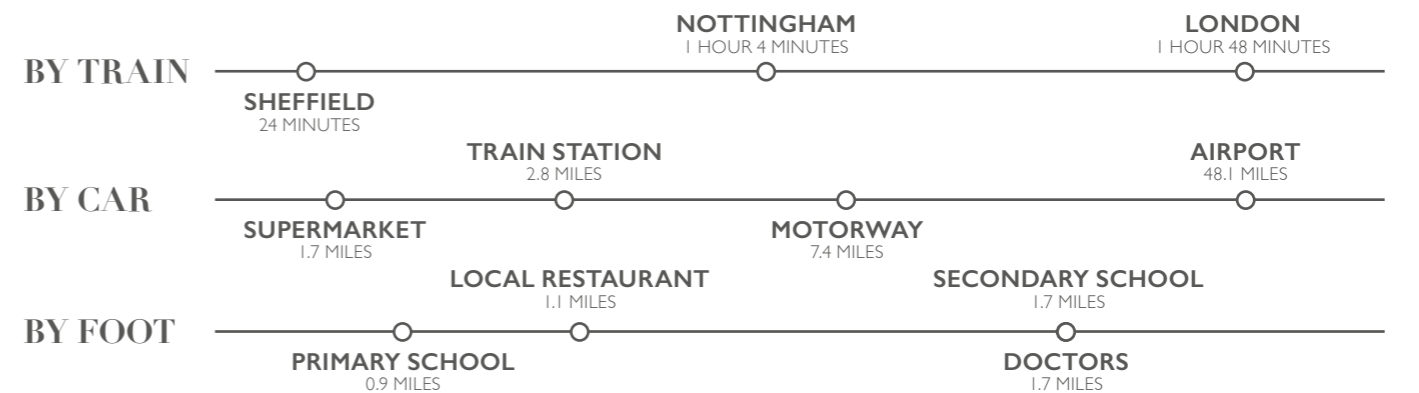 NOTTINGHAM
1 HOUR 4 MINUTES
LONDON
1 HOUR 48 MINUTES
BY TRAIN
SHEFFIELD
24 MINUTES
TRAIN STATION
2.8 MILES
AIRPORT
48.1 MILES
BY CAR
SUPERMARKET
1.7 MILES
MOTORWAY
7.4 MILES
LOCAL RESTAURANT
1.1 MILES
SECONDARY SCHOOL
1.7 MILES
BY FOOT
PRIMARY SCHOOL
0.9 MILES
DOCTORS
1.7 MILES